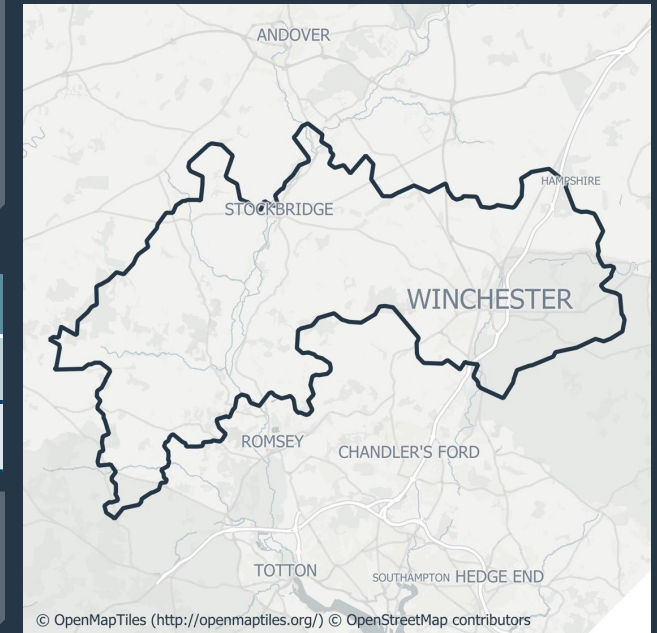 ANDOVER
HAMPSHIRE
STOCKBRIDGE
WINCHESTER
ROMSEY
CHANDLER'S FORD
TOTTON
SOUTHAMPTON HEDGE END
© OpenMapTiles (http://openmaptiles.org/) © OpenStreetMap contributors